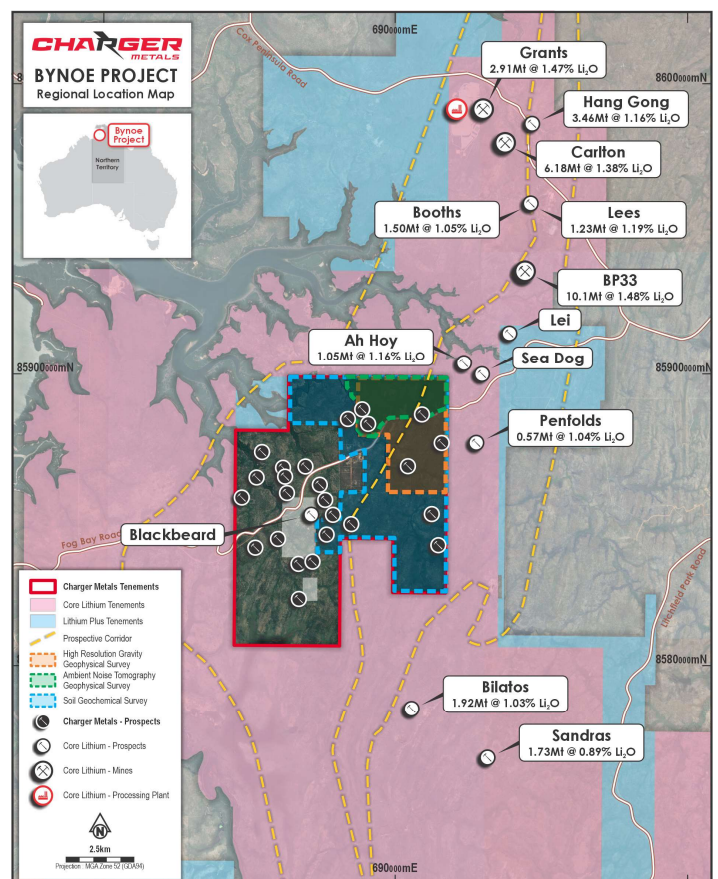 CHARGER
METALS
BYNOE PROJECT
Regional Location Map
Bynoe
Project
Northern
Territory
690000mE
Cox Peninsula Road
8600000mN
Grants
2.91Mt @ 1.47% Li₂O
Hang Gong
3.46Mt @ 1.16% Li₂O
Carlton
6.18Mt @ 1.38% Li₂O
Booths
1.50Mt @ 1.05% Li₂O
Lees
1.23Mt @ 1.19% Li₂O
BP33
10.1Mt @ 1.48% Li₂O
Lei
Ah Hoy
1.05Mt @ 1.16% Li₂O
Sea Dog
85900000mN
85900000mN
Penfolds
0.57Mt @ 1.04% Li₂O
Blackbeard
Fog Bay Road
Litchfield Park Road
8580000mN
Bilatos
1.92Mt @ 1.03% Li₂O
Sandras
1.73Mt @ 0.89% Li₂O
Charger Metals Tenements
Core Lithium Tenements
Lithium Plus Tenements
Prospective Corridor
High Resolution Gravity
Geophysical Survey
Ambient Noise Tomography
Geophysical Survey
Soil Geochemical Survey
Charger Metals - Prospects
Core Lithium - Prospects
Core Lithium - Mines
Core Lithium - Processing Plant
N
2.5km
Projection : MGA Zone 52 (GDA94)
690000mE